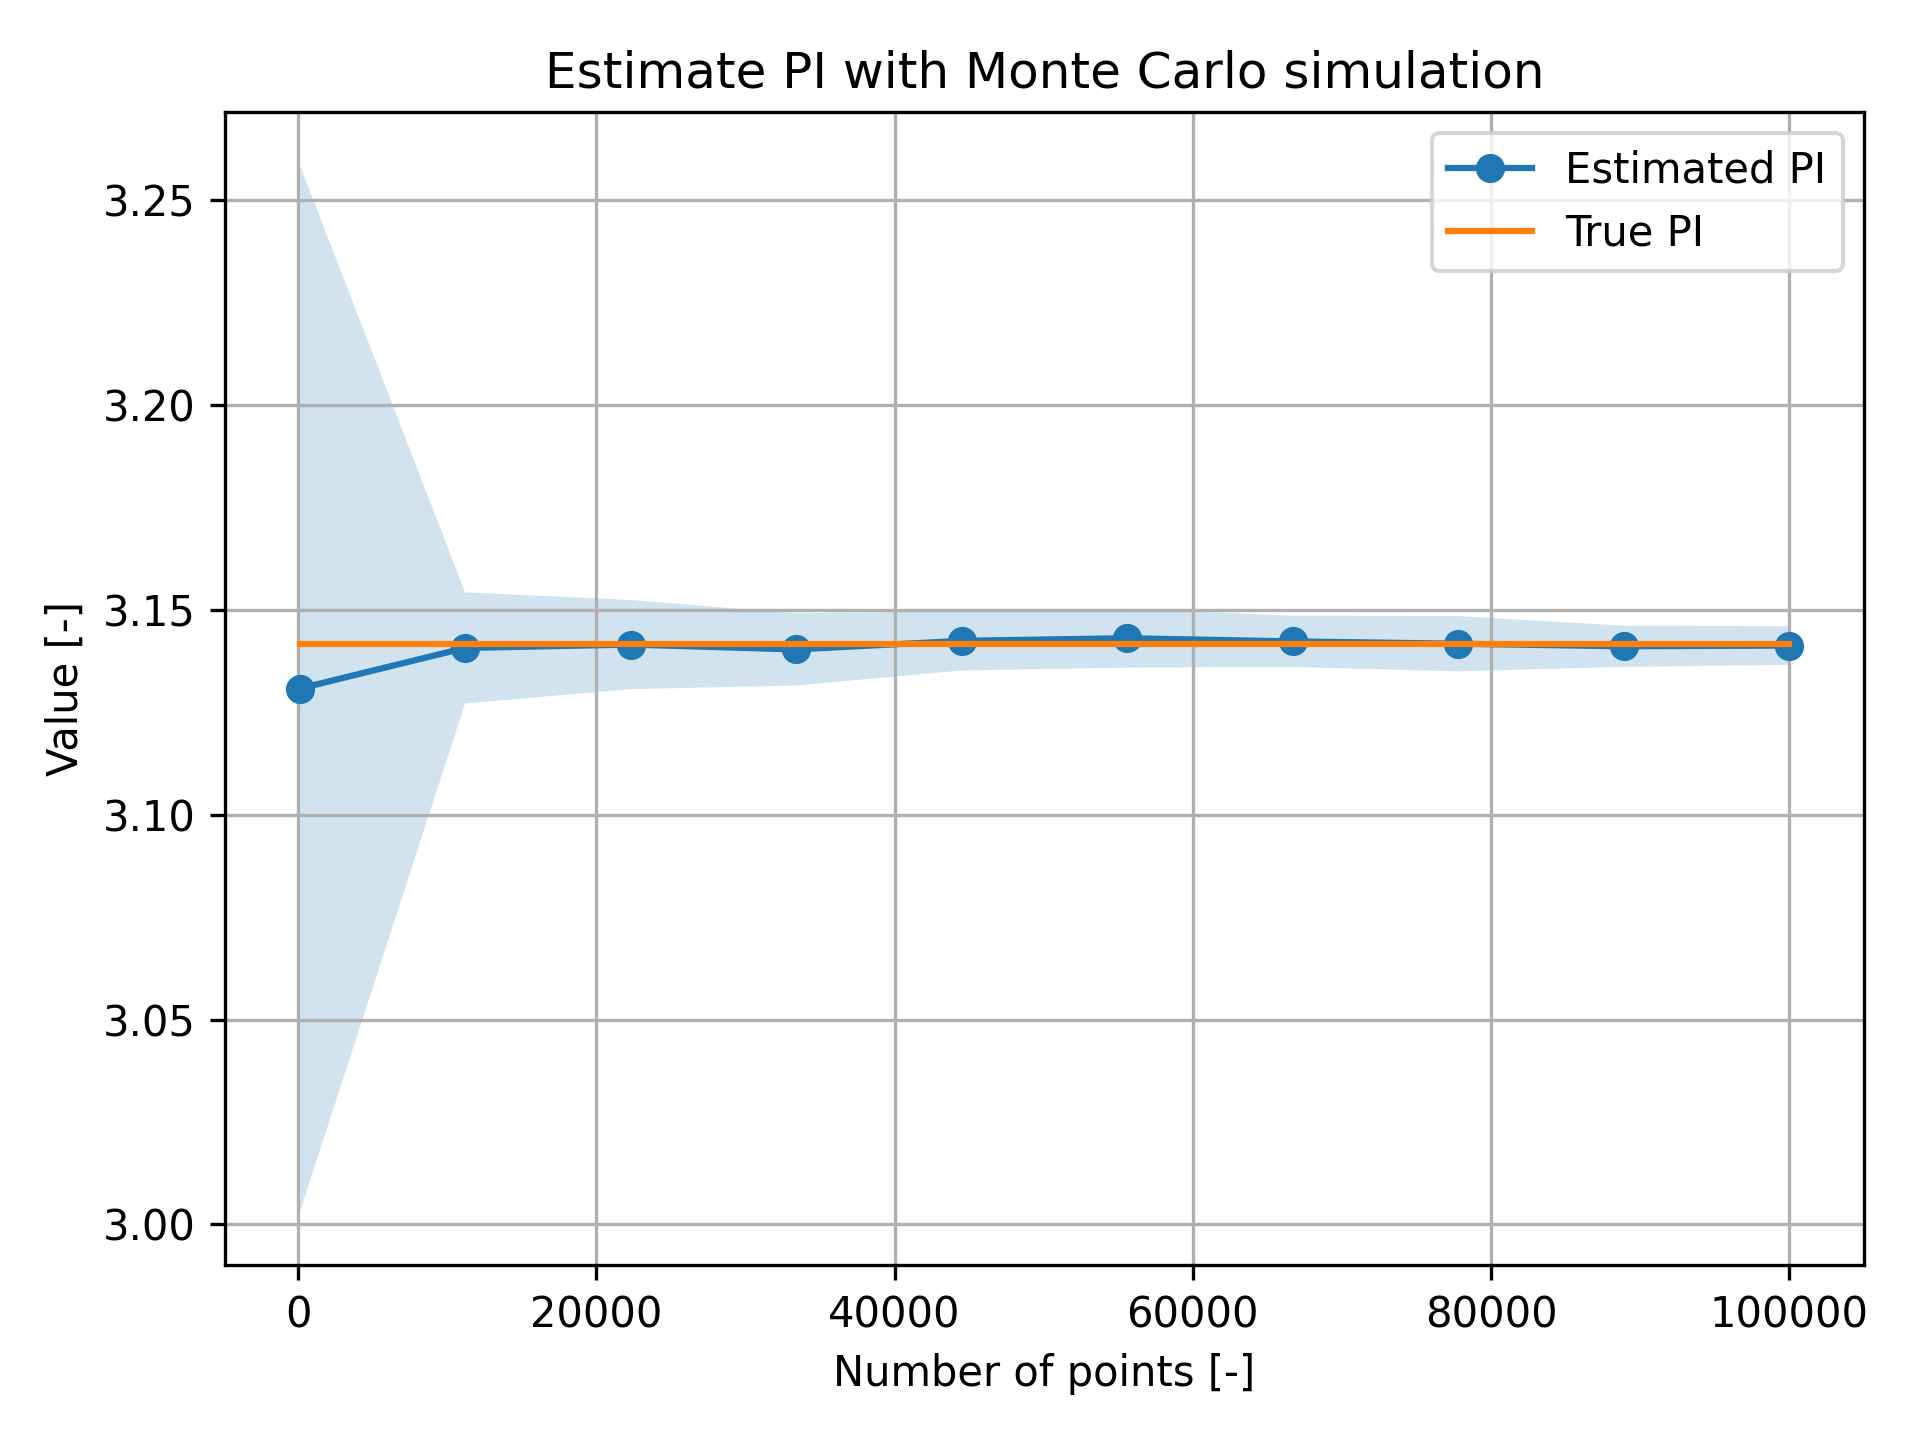 Estimate PI with Monte Carlo simulation
Estimated PI
True PI
Value [-]
3.25
3.20
3.15
3.10
3.05
3.00
0 20000 40000 60000 80000 100000
Number of points [-]